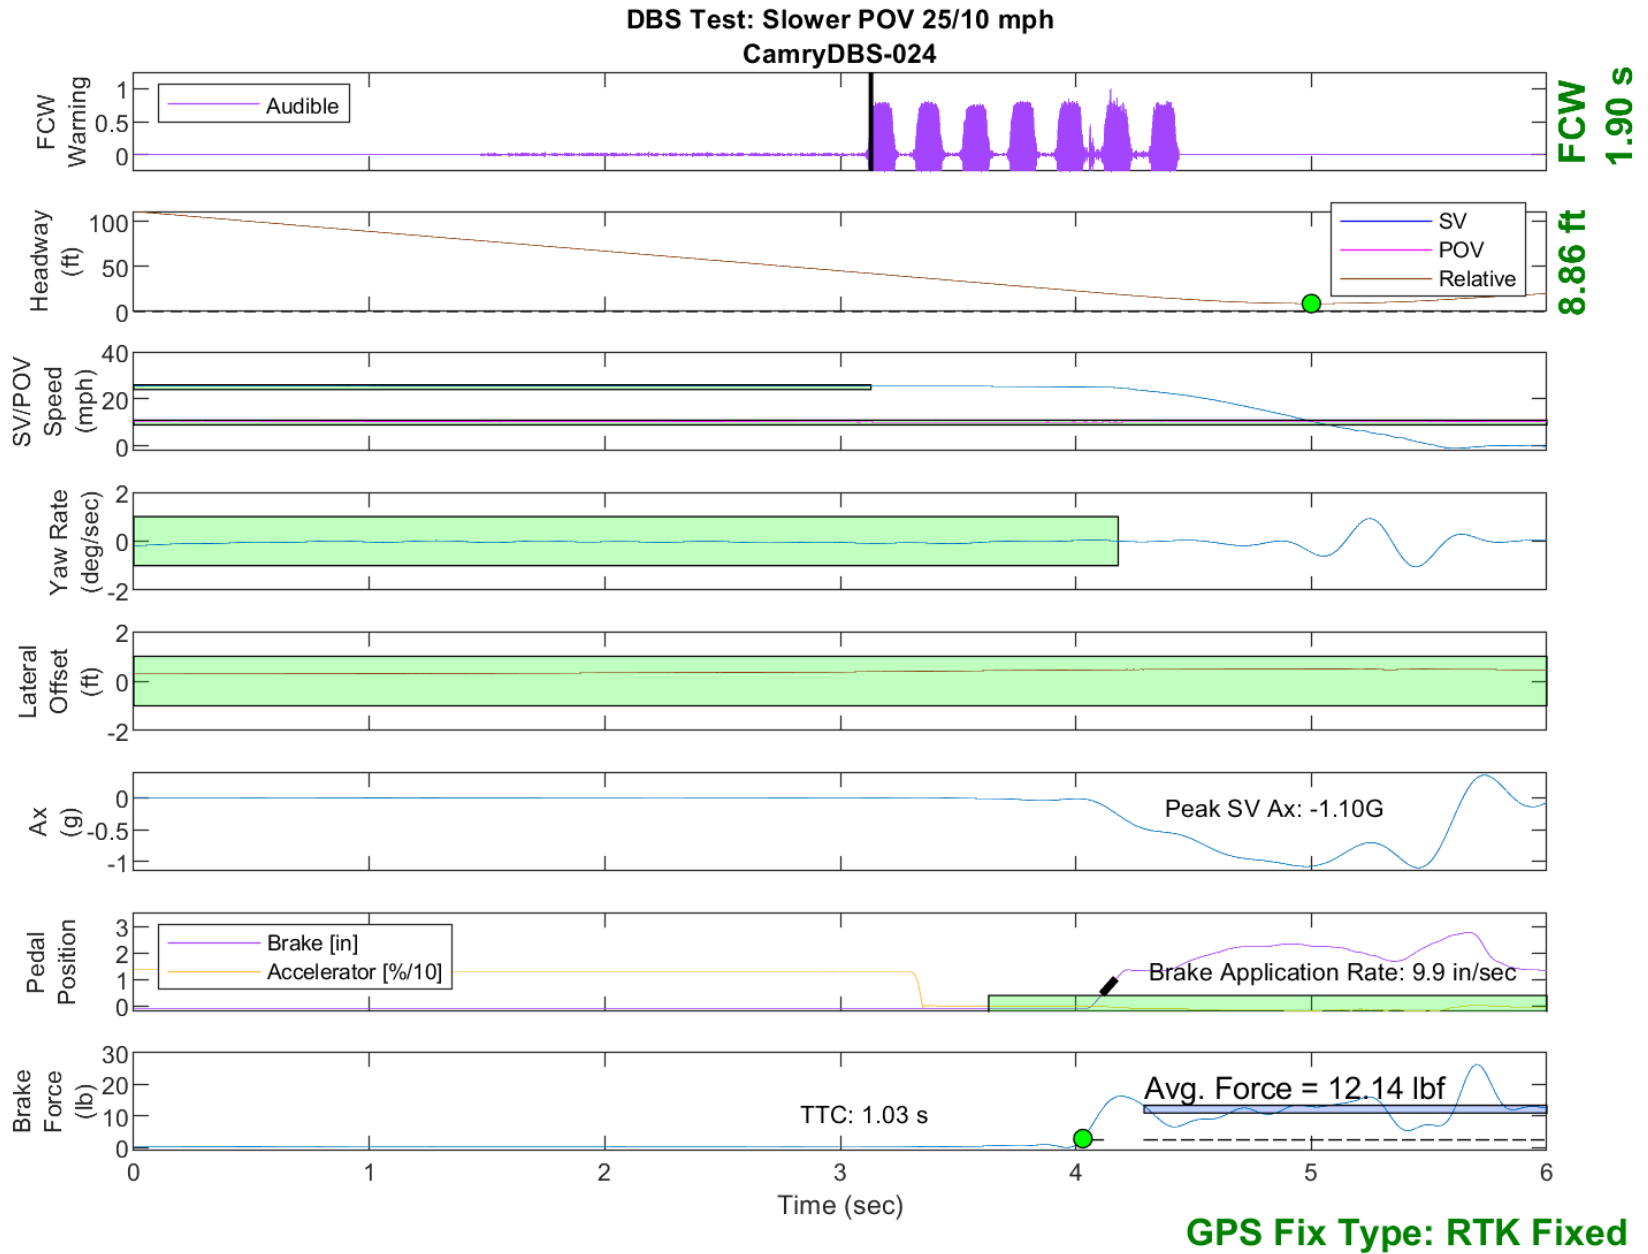 DBS Test: Slower POV 25/10 mph
CamryDBS-024
FCW
Warning
1
0.5
0
Audible
FCW
1.90 s
Headway
(ft)
100
50
0
SV
POV
Relative
8.86 ft
SV/POV
Speed
(mph)
40
20
0
Yaw Rate
(deg/sec)
2
0
-2
Lateral
Offset
(ft)
2
0
-2
Ax
(g)
0
-0.5
-1
Peak SV Ax: -1.10G
Pedal
Position
3
2
1
0
Brake [in]
Accelerator [%/10]
Brake Application Rate: 9.9 in/sec
Brake
Force
(lb)
30
20
10
0
TTC: 1.03 s
Avg. Force = 12.14 lbf
0 1 2 3 4 5 6
Time (sec)
GPS Fix Type: RTK Fixed